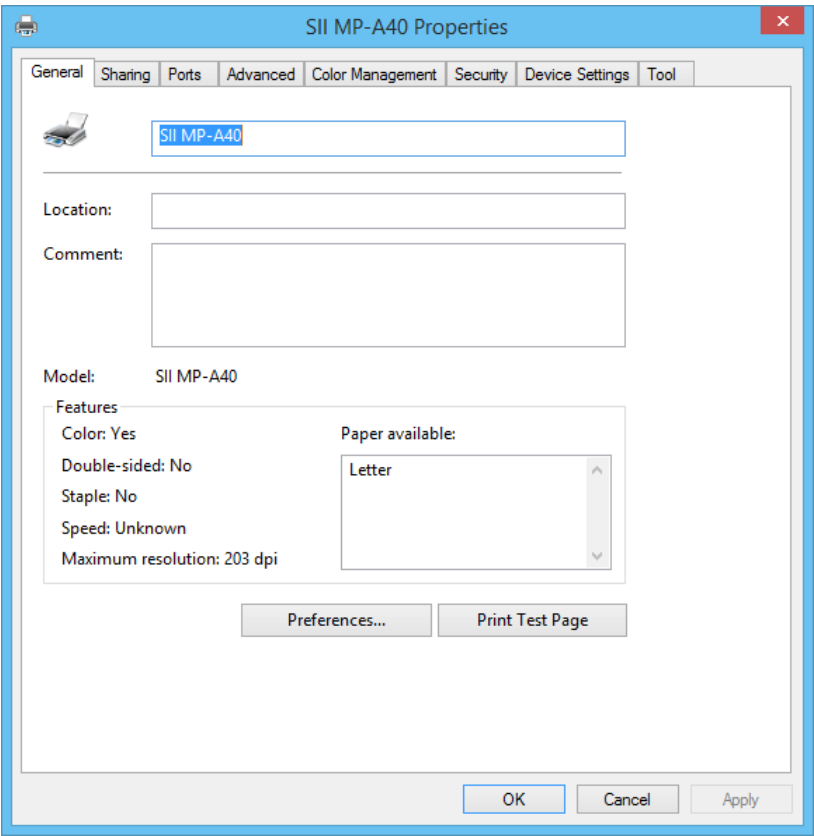 SII MP-A40 Properties
General Sharing Ports Advanced Color Management Security Device Settings Tool
SII MP-A40
Location:
Comment:
Model: SII MP-A40
Features
Color: Yes Paper available:
Double-sided: No Letter
Staple: No
Speed: Unknown
Maximum resolution: 203 dpi
Preferences... Print Test Page
OK Cancel Apply